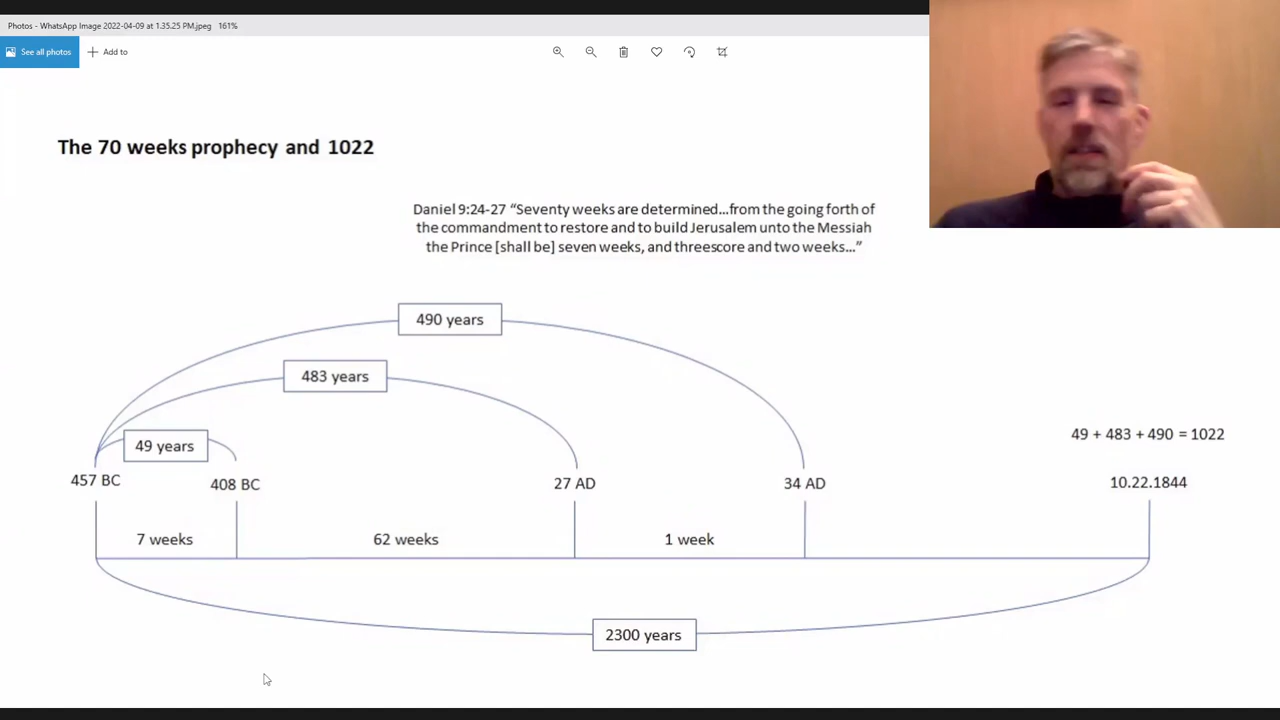 Photos - WhatsApp Image 2022-04-09 at 1.35.25 PM.jpeg 161%
See all photos
Add to
The 70 weeks prophecy and 1022
Daniel 9:24-27 “Seventy weeks are determined…from the going forth of
the commandment to restore and to build Jerusalem unto the Messiah
the Prince [shall be] seven weeks, and threescore and two weeks…”
490 years
483 years
49 years
49 + 483 + 490 = 1022
457 BC
408 BC
27 AD
34 AD
10.22.1844
7 weeks
62 weeks
1 week
2300 years